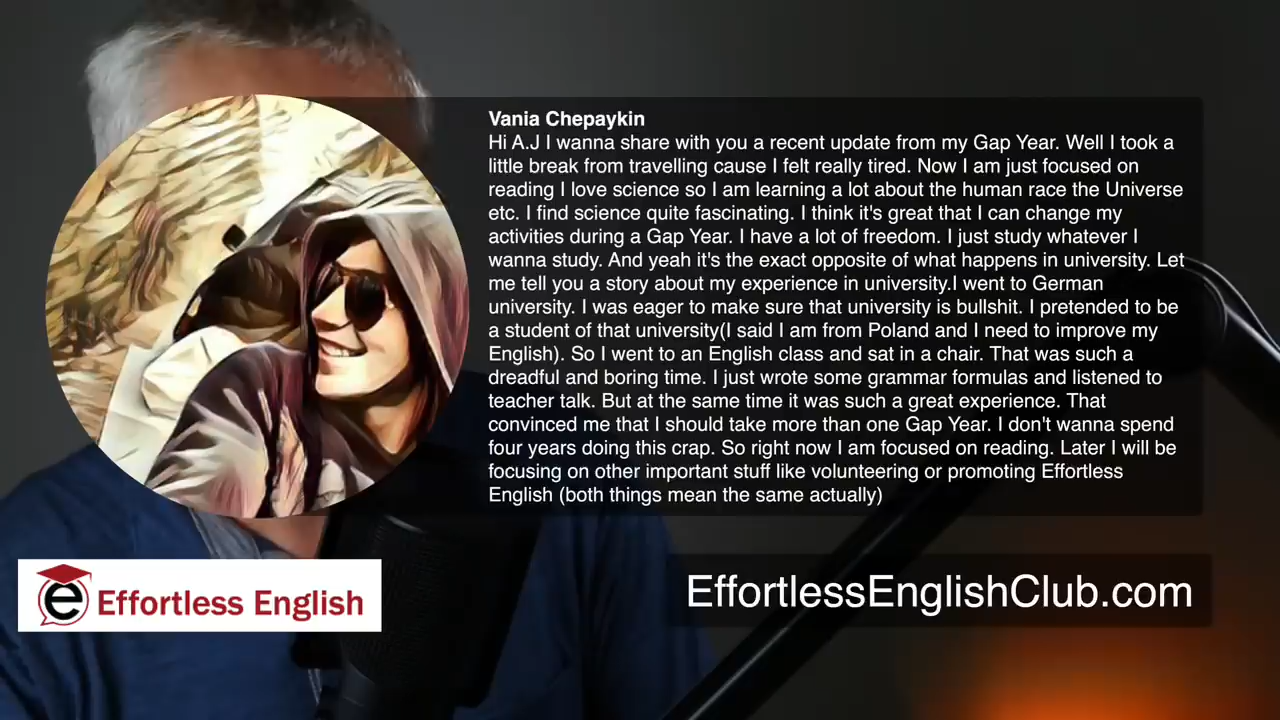 Vania Chepaykin
Hi A.J I wanna share with you a recent update from my Gap Year. Well I took a
little break from travelling cause I felt really tired. Now I am just focused on
reading I love science so I am learning a lot about the human race the Universe
etc. I find science quite fascinating. I think it's great that I can change my
activities during a Gap Year. I have a lot of freedom. I just study whatever I
wanna study. And yeah it's the exact opposite of what happens in university. Let
me tell you a story about my experience in university.I went to German
university. I was eager to make sure that university is bullshit. I pretended to be
a student of that university(I said I am from Poland and I need to improve my
English). So I went to an English class and sat in a chair. That was such a
dreadful and boring time. I just wrote some grammar formulas and listened to
teacher talk. But at the same time it was such a great experience. That
convinced me that I should take more than one Gap Year. I don't wanna spend
four years doing this crap. So right now I am focused on reading. Later I will be
focusing on other important stuff like volunteering or promoting Effortless
English (both things mean the same actually)
e Effortless English
EffortlessEnglishClub.com